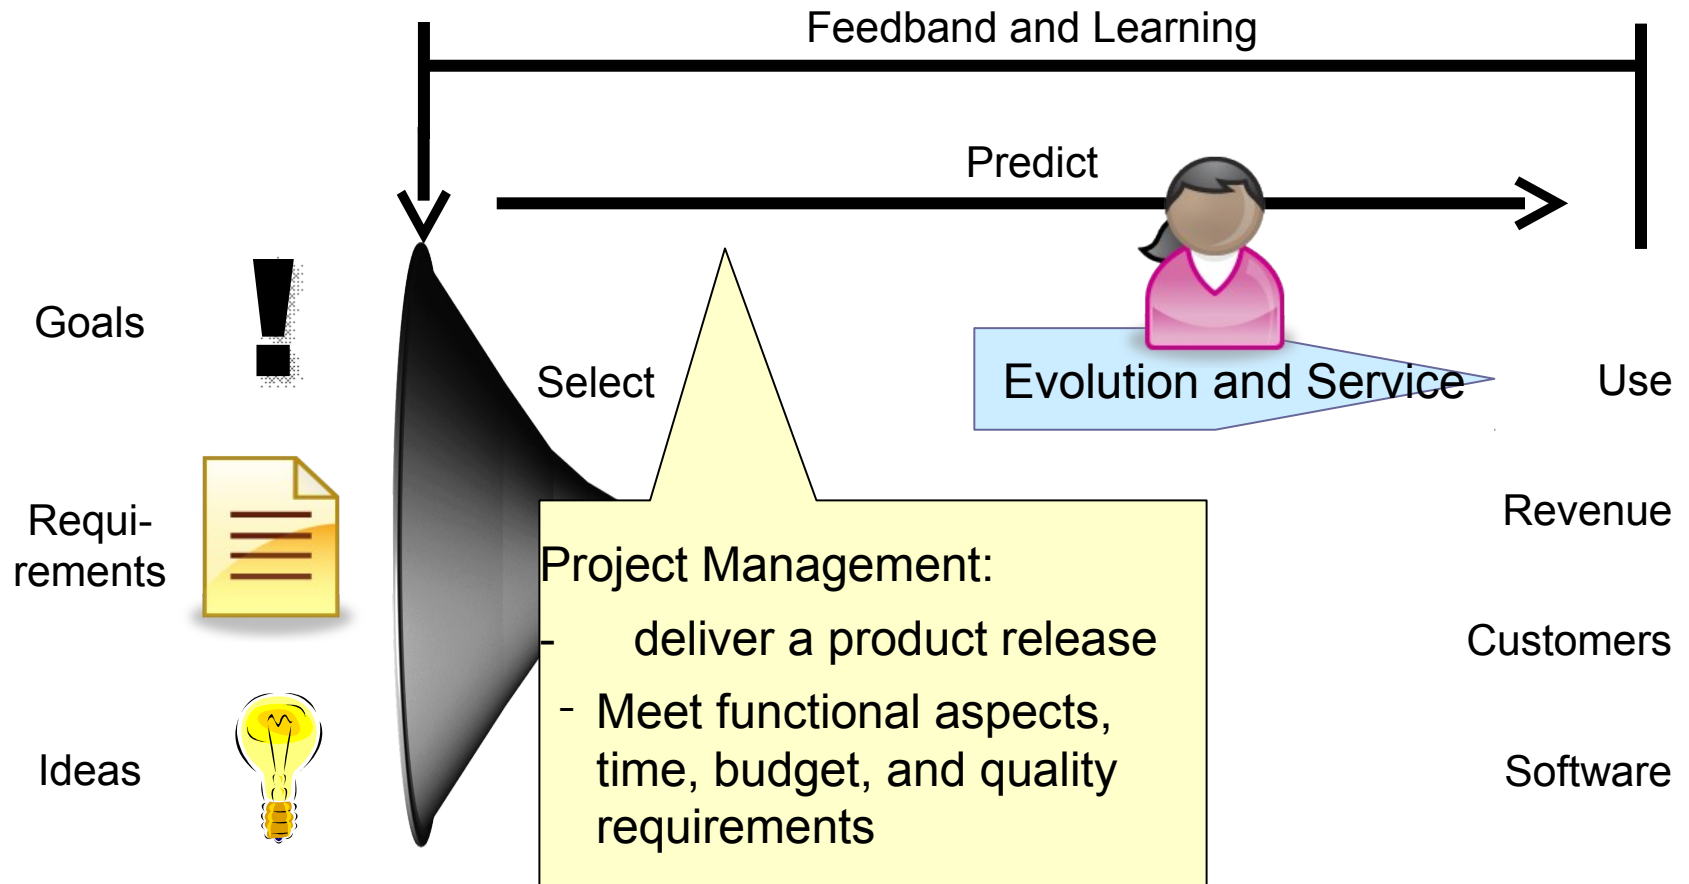 Feedband and Learning
Predict
Goals
Select
Evolution and Service
Use
Requi-
rements
Revenue
Project Management:
- deliver a product release
Customers
- Meet functional aspects,
time, budget, and quality
requirements
Ideas
Software